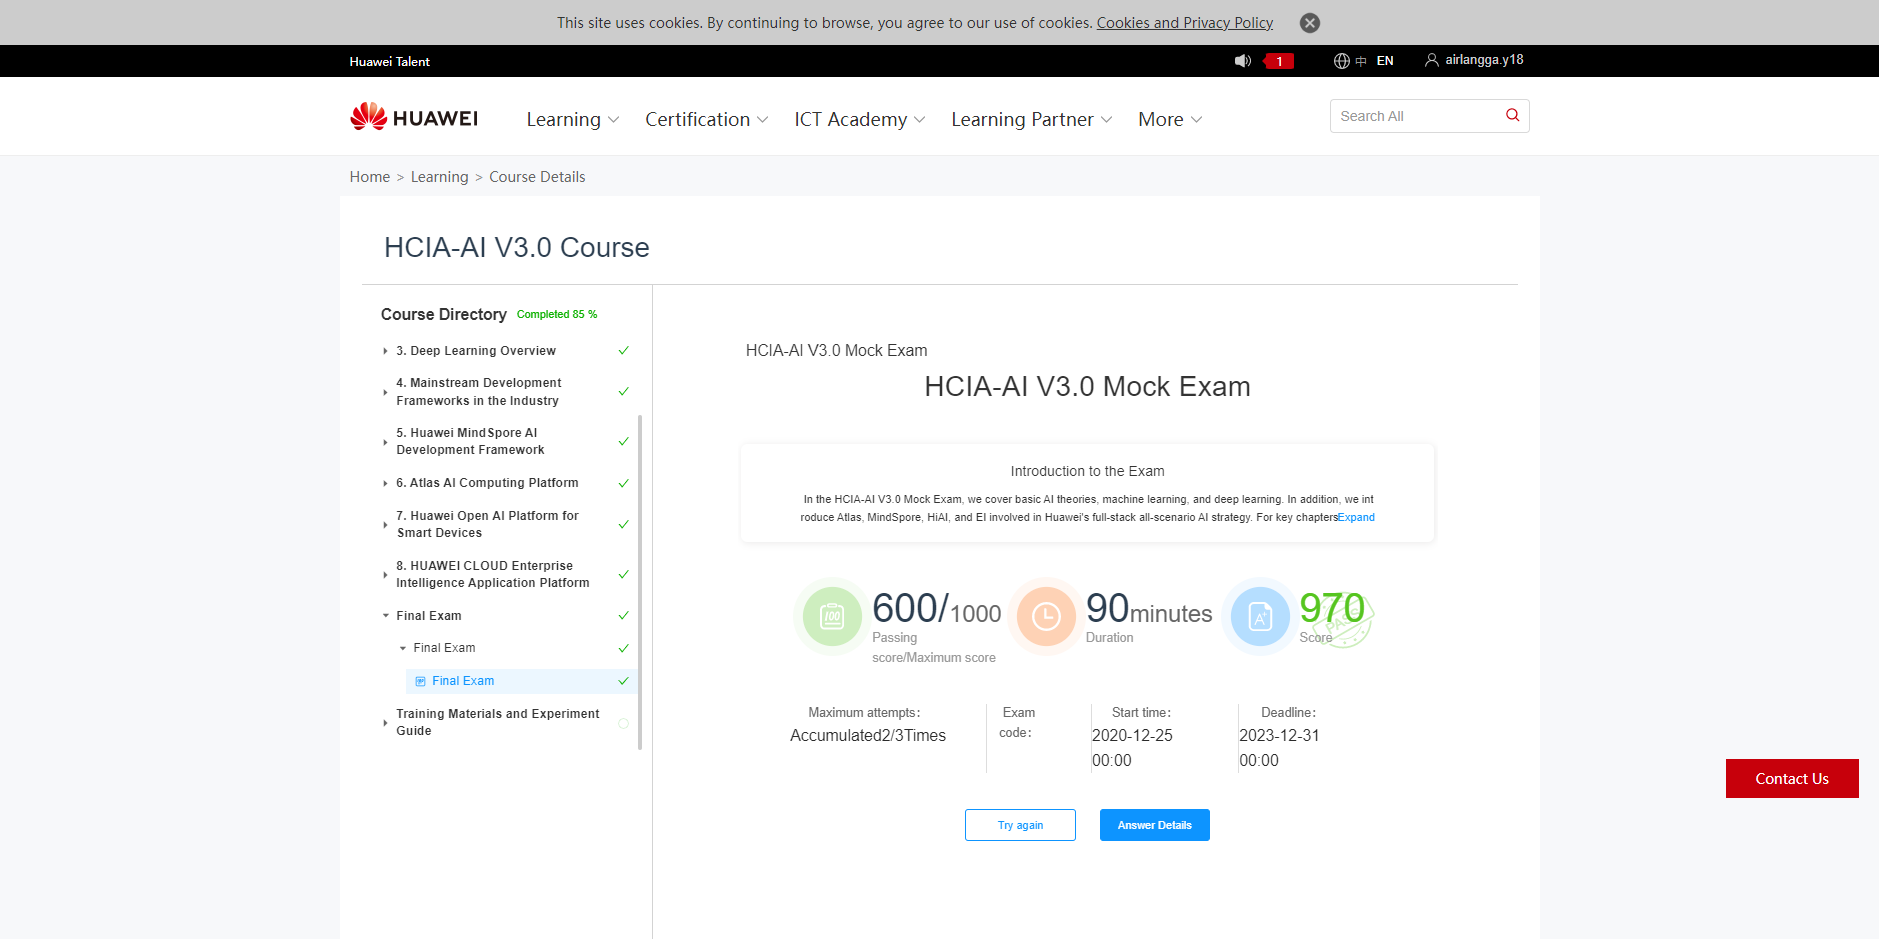 This site uses cookies. By continuing to browse, you agree to our use of cookies. Cookies and Privacy Policy
Huawei Talent
1
中 EN
airlangga.y18
HUAWEI
Learning
Certification
ICT Academy
Learning Partner
More
Search All
Home > Learning > Course Details
HCIA-AI V3.0 Course
Course Directory Completed 85 %
3. Deep Learning Overview
4. Mainstream Development
Frameworks in the Industry
5. Huawei MindSpore AI
Development Framework
6. Atlas AI Computing Platform
7. Huawei Open AI Platform for
Smart Devices
8. HUAWEI CLOUD Enterprise
Intelligence Application Platform
Final Exam
Final Exam
Final Exam
Training Materials and Experiment
Guide
HCIA-AI V3.0 Mock Exam
HCIA-AI V3.0 Mock Exam
Introduction to the Exam
In the HCIA-AI V3.0 Mock Exam, we cover basic AI theories, machine learning, and deep learning. In addition, we int
roduce Atlas, MindSpore, HiAI, and EI involved in Huawei's full-stack all-scenario AI strategy. For key chaptersExpand
100
600/1000
Passing
score/Maximum score
90minutes
Duration
A+
970
Score
PASS
Maximum attempts:
Accumulated2/3Times
Exam
code:
Start time:
2020-12-25
00:00
Deadline:
2023-12-31
00:00
Try again
Answer Details
Contact Us